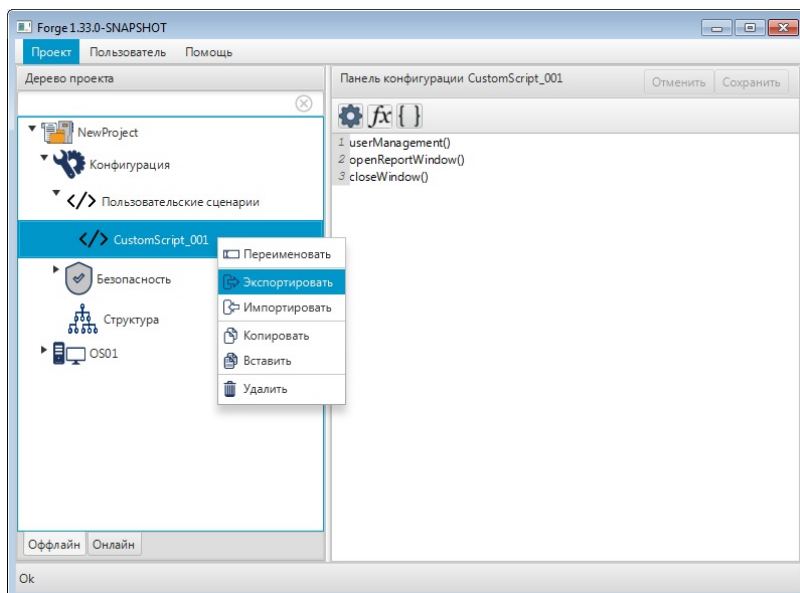 Forge 1.33.0-SNAPSHOT
Проект Пользователь Помощь
Дерево проекта
NewProject
Конфигурация
Пользовательские сценарии
CustomScript_001
Безопасность
Структура
OS01
Переименовать
Экспортировать
Импортировать
Копировать
Вставить
Удалить
Оффлайн Онлайн
Панель конфигурации CustomScript_001 Отменить Сохранить
fx { }
1 userManagement()
2 openReportWindow()
3 closeWindow()
Ok